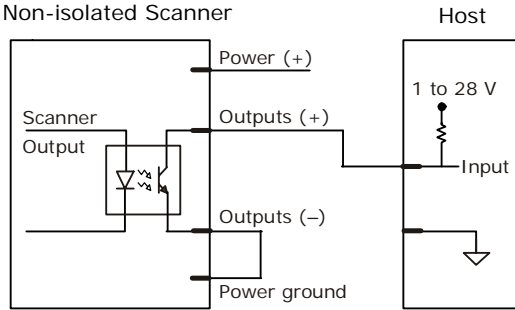 Non-isolated Scanner
Host
Power (+)
1 to 28 V
Scanner
Output
Outputs (+)
Input
Outputs (–)
Power ground